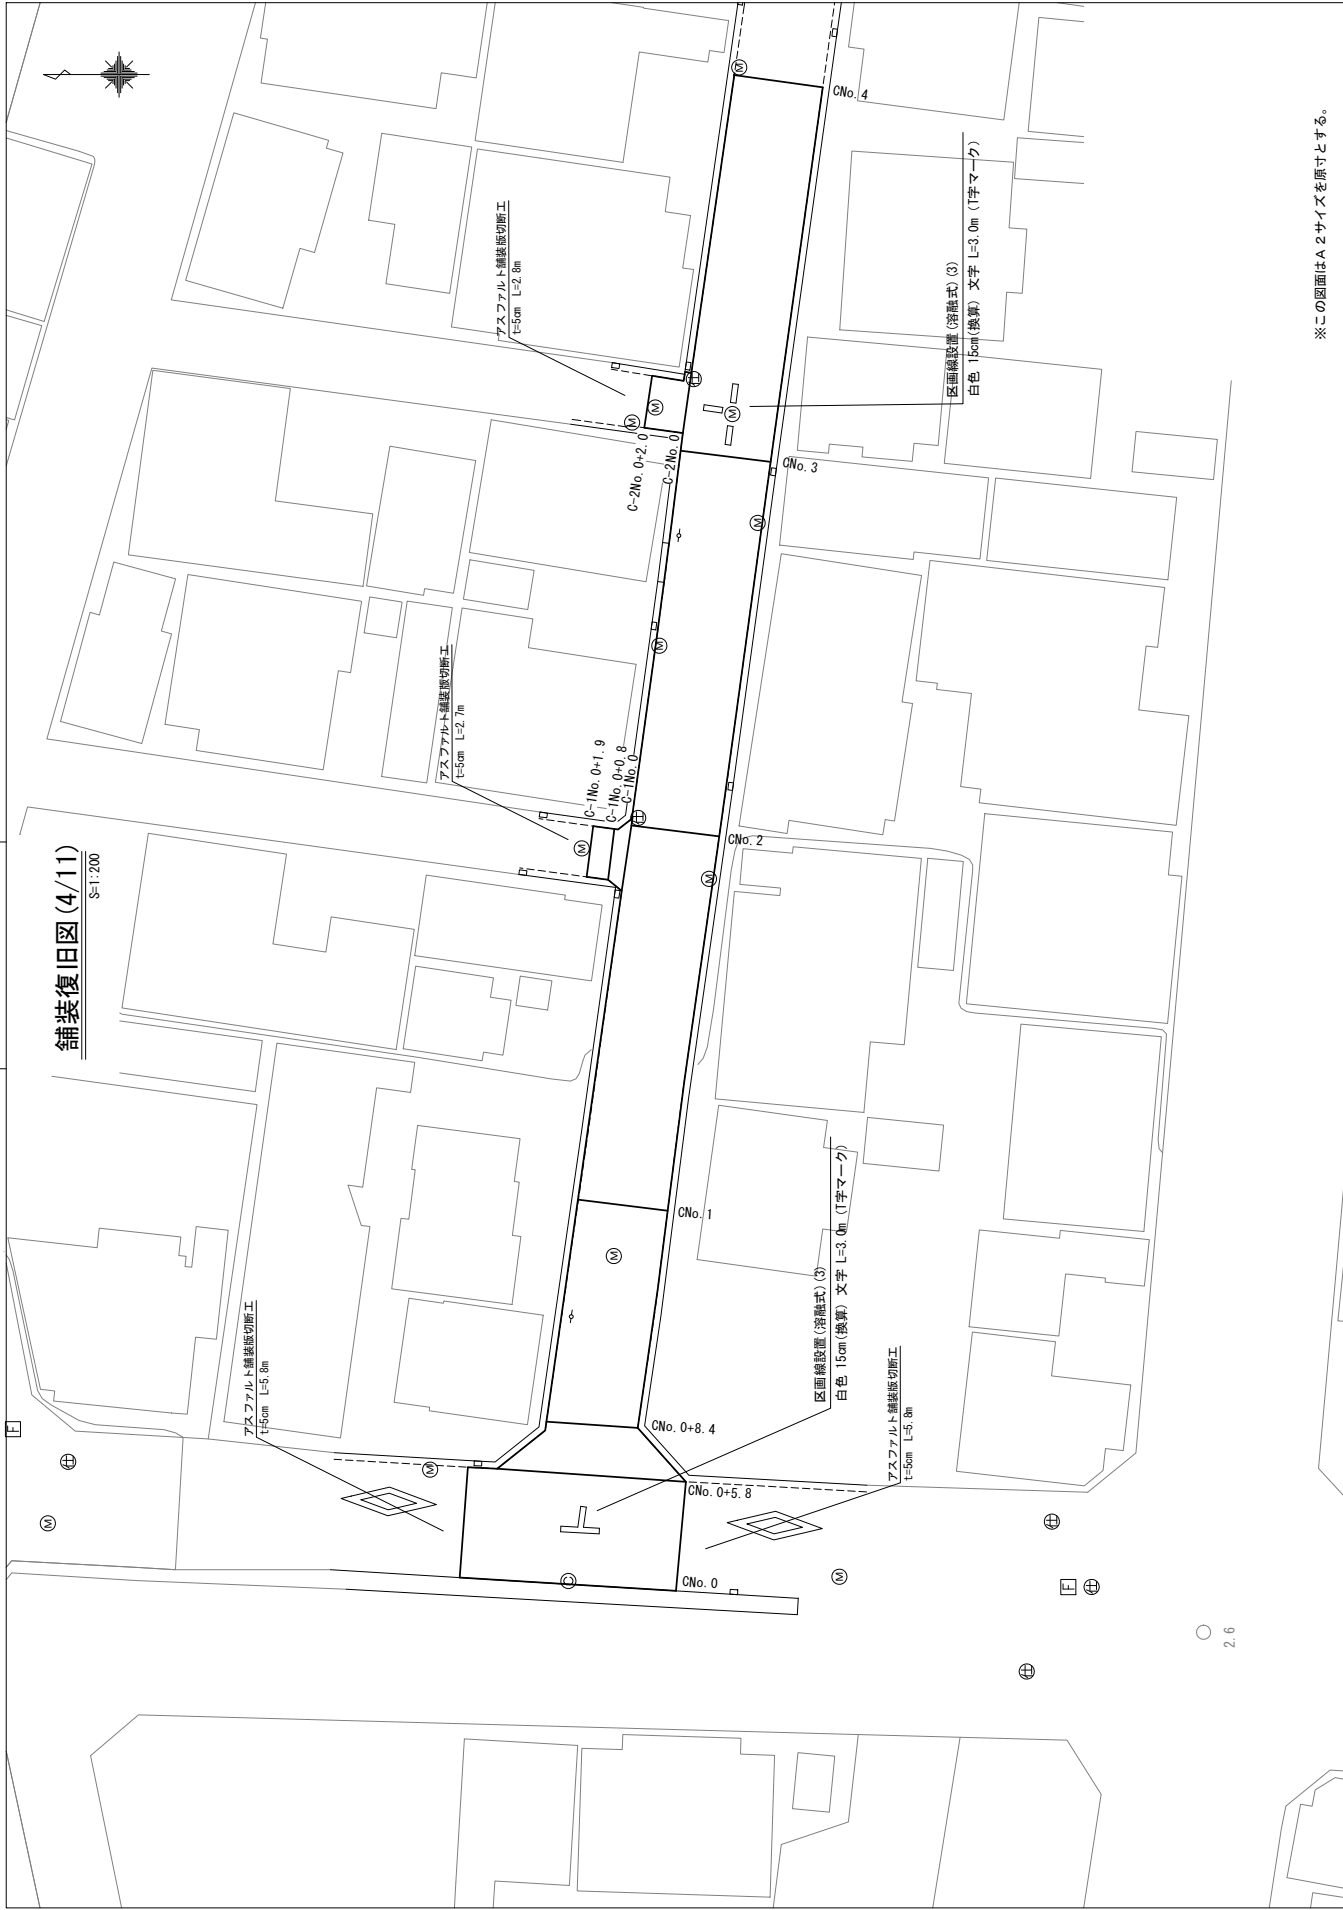 舗装復旧図(4/11)
S=1:200
アスファルト舗装版切断工
t=5cm L=5.8m
アスファルト舗装版切断工
t=5cm L=2.7m
アスファルト舗装版切断工
t=5cm L=2.8m
C-1No.0+1.9
C-1No.0+0.8
C-1No.0
C-2No.0+2.0
C-2No.0
CNo.0
CNo.0+5.8
CNo.0+8.4
CNo.1
CNo.2
CNo.3
CNo.4
区画線設置(溶融式)(3)
白色 15cm(換算) 文字 L=3.0m (T字マーク)
区画線設置(溶融式)(3)
白色 15cm(換算) 文字 L=3.0m (T字マーク)
アスファルト舗装版切断工
t=5cm L=5.8m
M
M
M
M
M
M
M
M
M
M
M
M
M
C
F
F
仕
仕
仕
仕
仕
仕
2.6
※この図面はA2サイズを原寸とする。